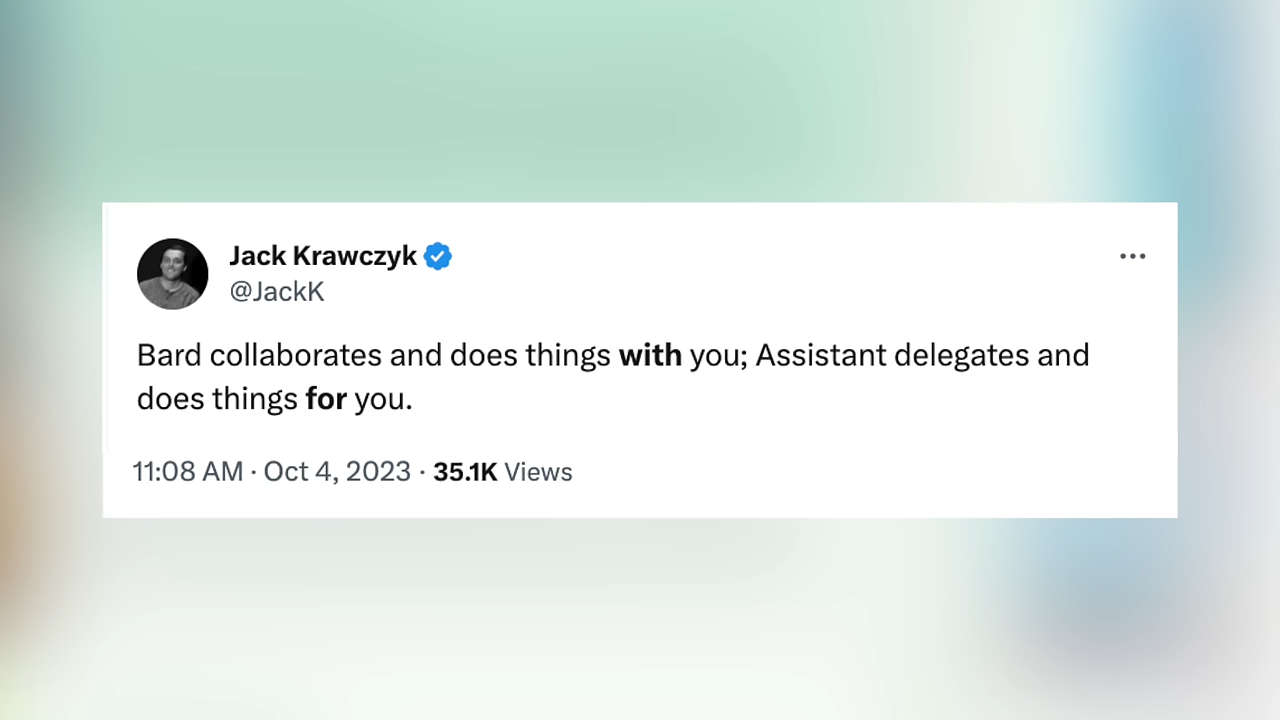 Jack Krawczyk
@JackK
Bard collaborates and does things with you; Assistant delegates and
does things for you.
11:08 AM · Oct 4, 2023 · 35.1K Views